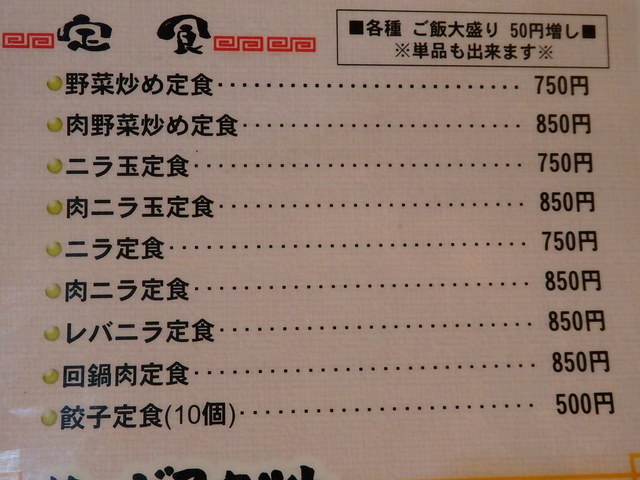 定食
■各種 ご飯大盛り 50円増し■
※単品も出来ます※
野菜炒め定食 750円
肉野菜炒め定食 850円
ニラ玉定食 750円
肉ニラ玉定食 850円
ニラ定食 750円
肉ニラ定食 850円
レバニラ定食 850円
回鍋肉定食 850円
餃子定食(10個) 500円